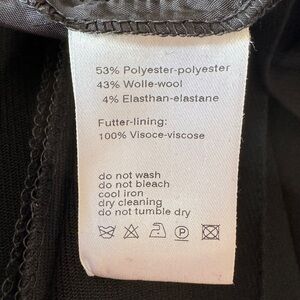 53% Polyester-polyester
43% Wolle-wool
4% Elasthan-elastane
Futter-lining:
100% Visoce-viscose
do not wash
do not bleach
cool iron
dry cleaning
do not tumble dry
P